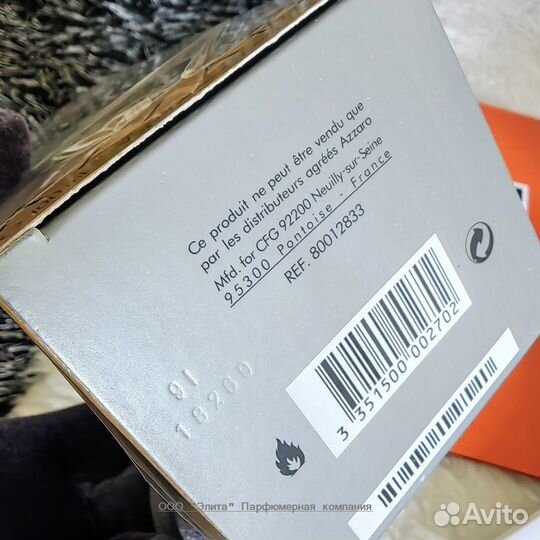 Ce produit ne peut être vendu que
par les distributeurs agréés Azzaro
Mfd. for CFG 92200 Neuilly-sur-Seine
95300 Pontoise . France
REF. 80012833
3 351500 002702
91
18269
ООО "Элита" Парфюмерная компания
Avito